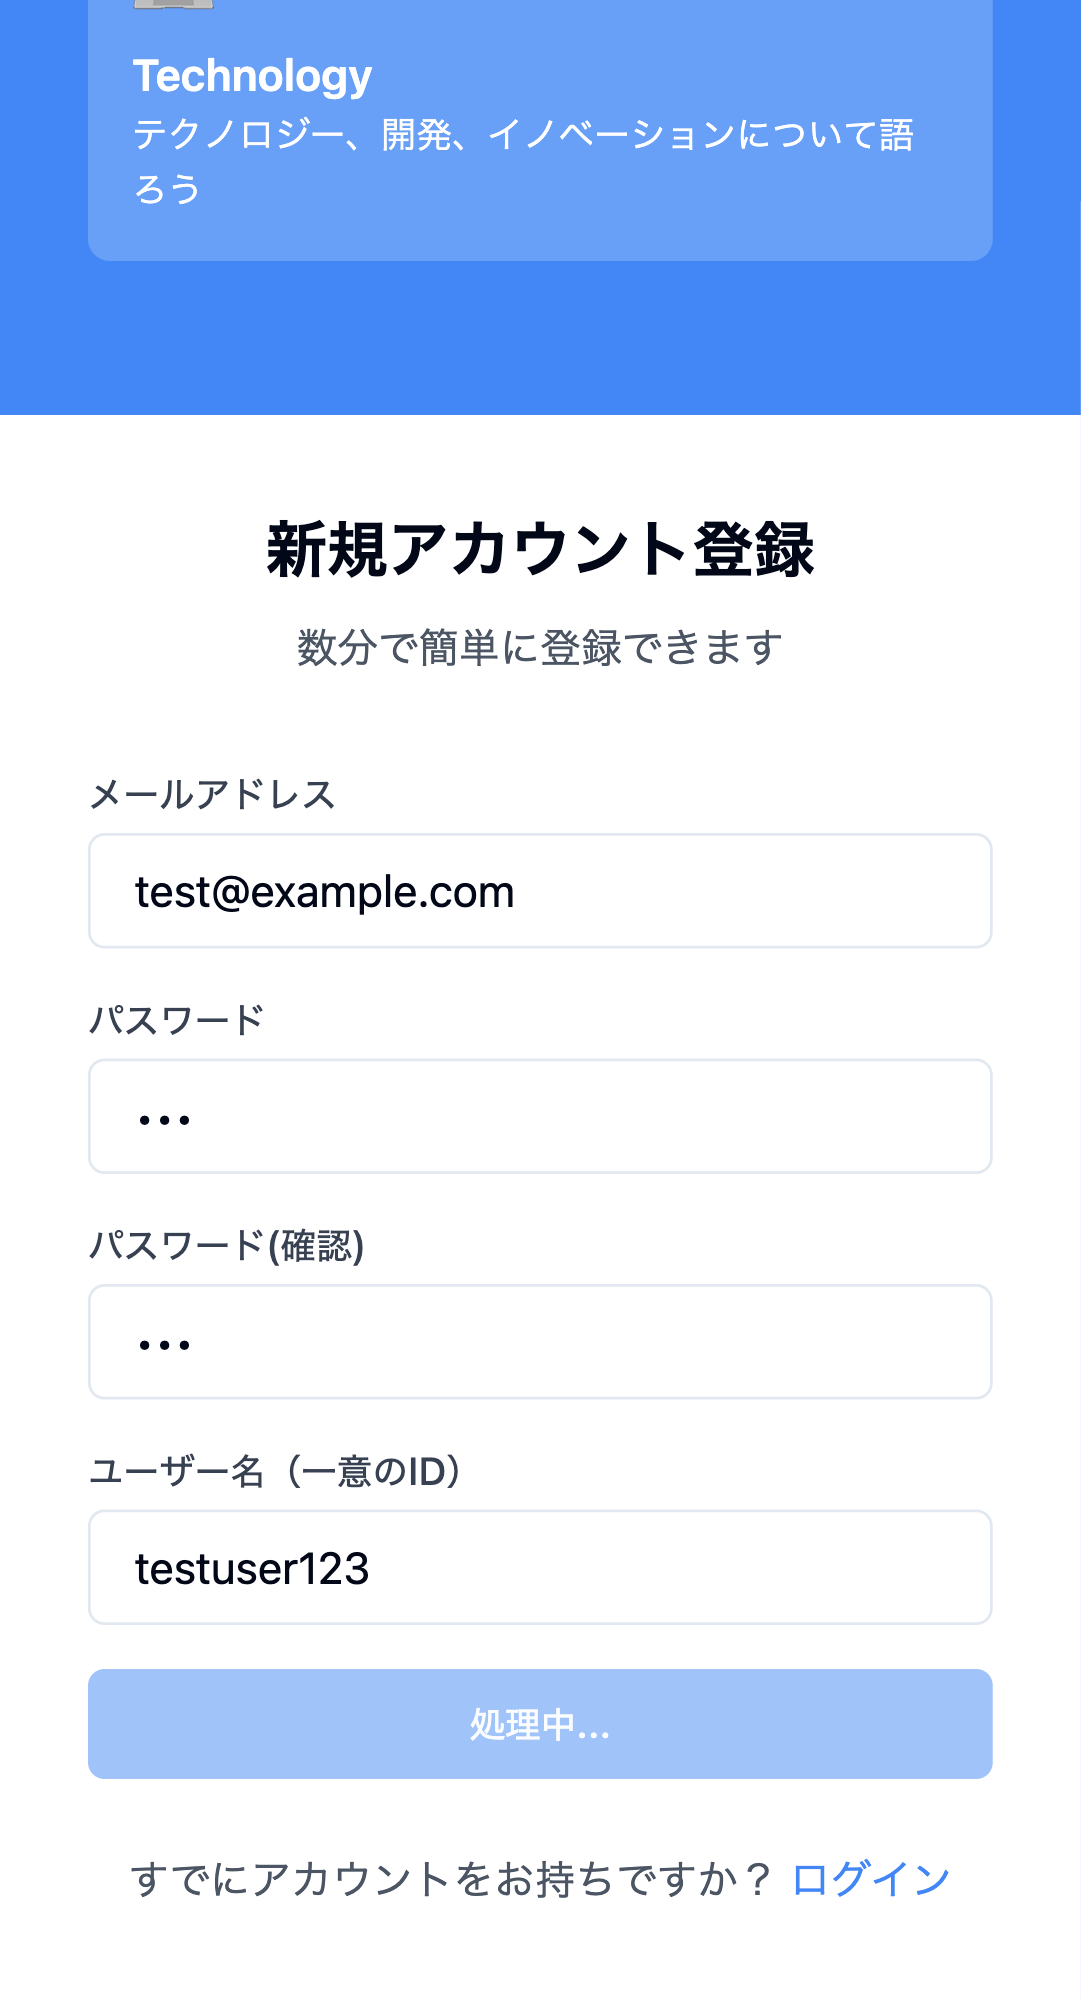 Technology
テクノロジー、開発、イノベーションについて語
ろう
新規アカウント登録
数分で簡単に登録できます
メールアドレス
test@example.com
パスワード
•••
パスワード(確認)
•••
ユーザー名（一意のID）
testuser123
処理中...
すでにアカウントをお持ちですか？ ログイン